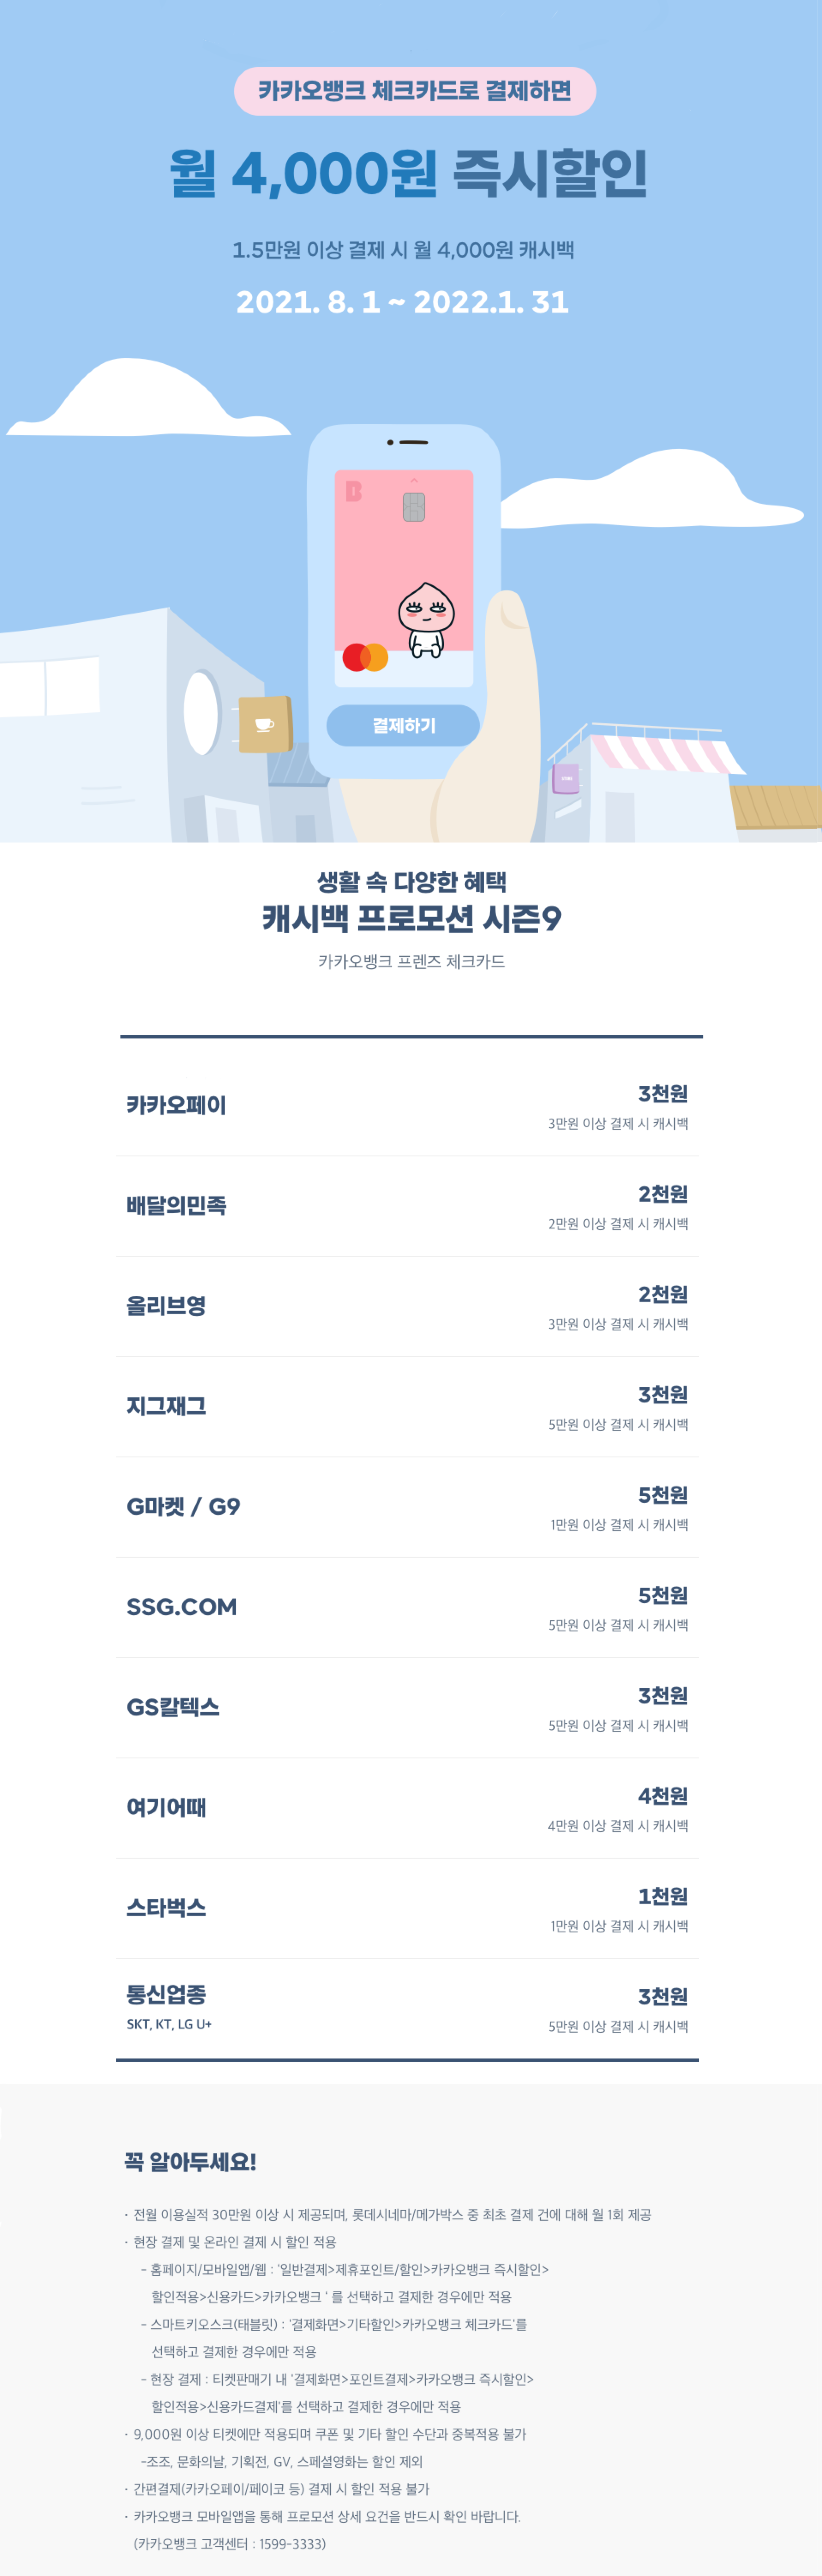 카카오뱅크 체크카드로 결제하면
월 4,000원 즉시할인
1.5만원 이상 결제 시 월 4,000원 캐시백
2021. 8. 1 ~ 2022.1. 31
B
결제하기
생활 속 다양한 혜택
캐시백 프로모션 시즌9
카카오뱅크 프렌즈 체크카드
카카오페이
3천원
3만원 이상 결제 시 캐시백
배달의민족
2천원
2만원 이상 결제 시 캐시백
올리브영
2천원
3만원 이상 결제 시 캐시백
지그재그
3천원
5만원 이상 결제 시 캐시백
G마켓 / G9
5천원
1만원 이상 결제 시 캐시백
SSG.COM
5천원
5만원 이상 결제 시 캐시백
GS칼텍스
3천원
5만원 이상 결제 시 캐시백
여기어때
4천원
4만원 이상 결제 시 캐시백
스타벅스
1천원
1만원 이상 결제 시 캐시백
통신업종
SKT, KT, LG U+
3천원
5만원 이상 결제 시 캐시백
꼭 알아두세요!
· 전월 이용실적 30만원 이상 시 제공되며, 롯데시네마/메가박스 중 최초 결제 건에 대해 월 1회 제공
· 현장 결제 및 온라인 결제 시 할인 적용
- 홈페이지/모바일앱/웹 : '일반결제>제휴포인트/할인>카카오뱅크 즉시할인>
할인적용>신용카드>카카오뱅크 ' 를 선택하고 결제한 경우에만 적용
- 스마트키오스크(태블릿) : '결제화면>기타할인>카카오뱅크 체크카드'를
선택하고 결제한 경우에만 적용
- 현장 결제 : 티켓판매기 내 '결제화면>포인트결제>카카오뱅크 즉시할인>
할인적용>신용카드결제'를 선택하고 결제한 경우에만 적용
· 9,000원 이상 티켓에만 적용되며 쿠폰 및 기타 할인 수단과 중복적용 불가
-조조, 문화의날, 기획전, GV, 스페셜영화는 할인 제외
· 간편결제(카카오페이/페이코 등) 결제 시 할인 적용 불가
· 카카오뱅크 모바일앱을 통해 프로모션 상세 요건을 반드시 확인 바랍니다.
(카카오뱅크 고객센터 : 1599-3333)